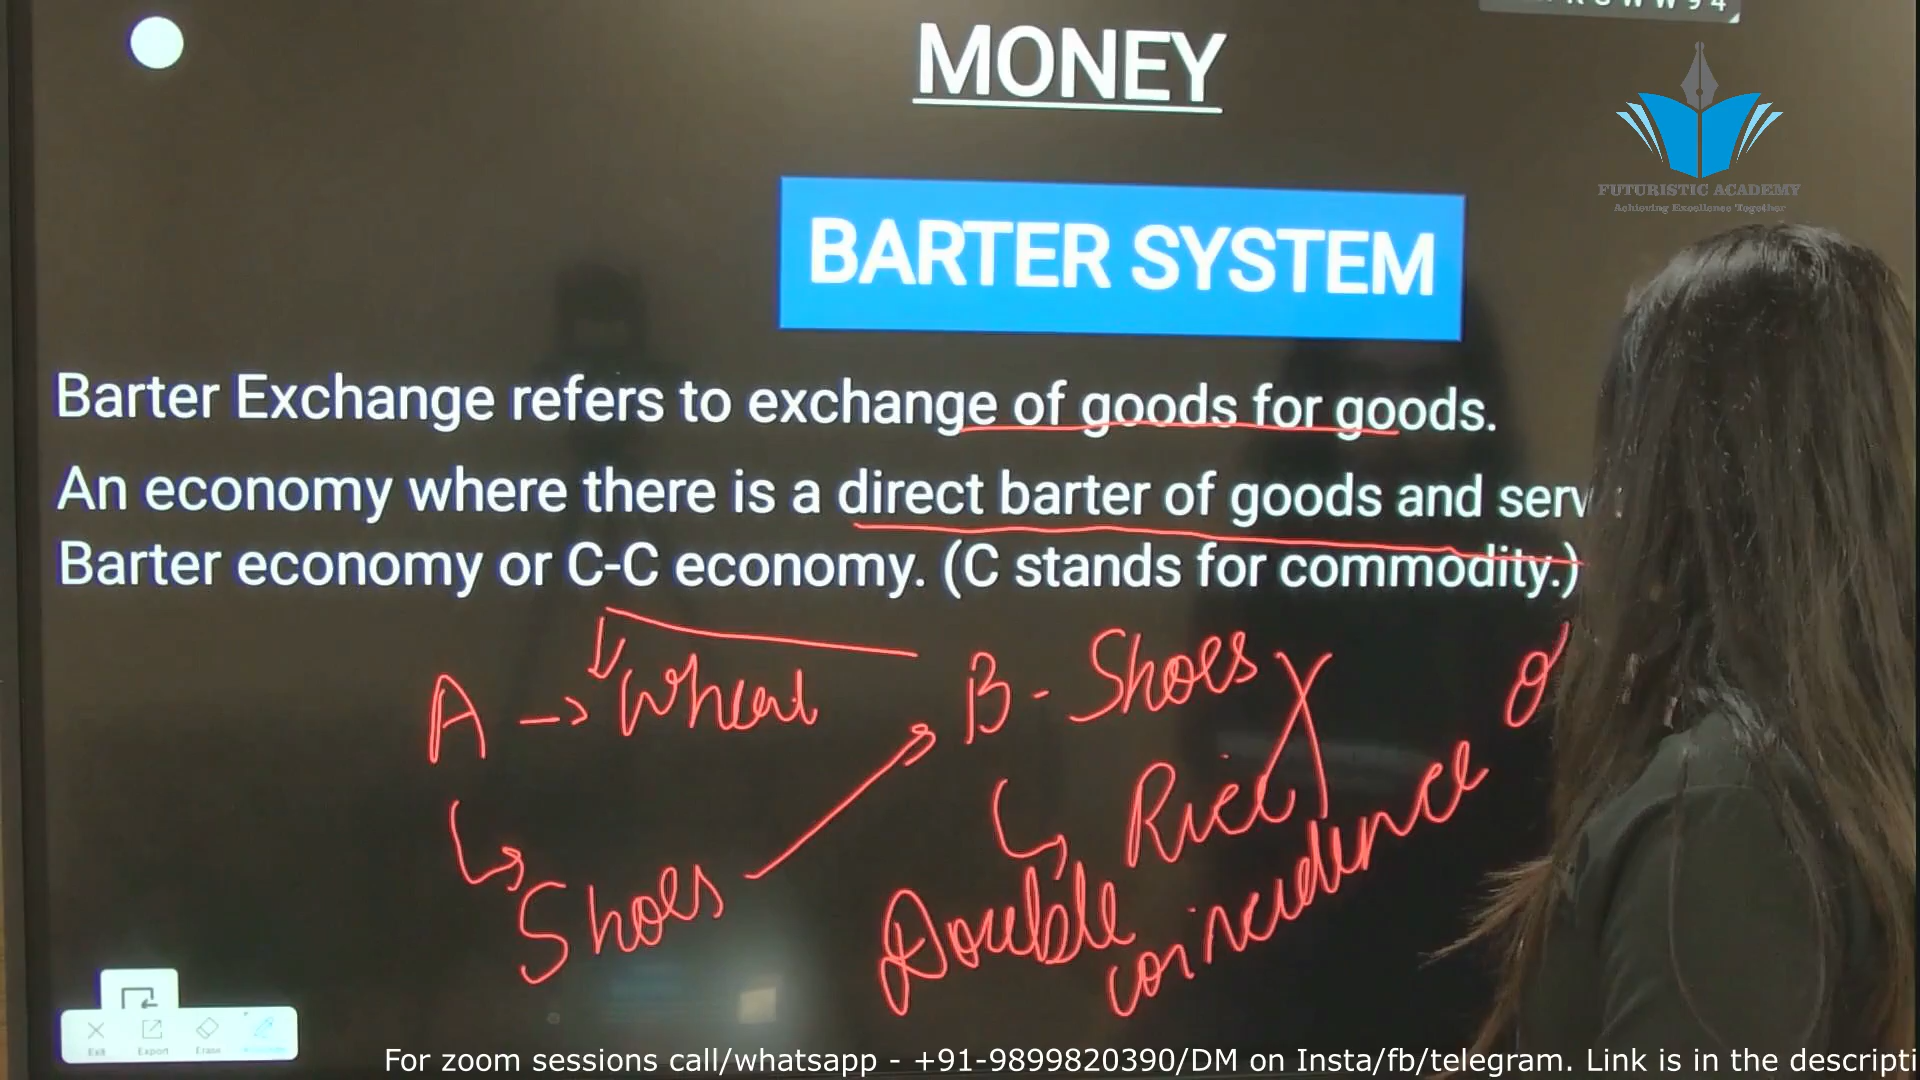 MONEY
FUTURISTIC ACADEMY
Achieving Excellence Together
BARTER SYSTEM
Barter Exchange refers to exchange of goods for goods.
An economy where there is a direct barter of goods and serv
Barter economy or C-C economy. (C stands for commodity.)
A → Wheat
B - Shoes
Shoes
Rice
Double coincidence
Exit Export Erase
For zoom sessions call/whatsapp - +91-9899820390/DM on Insta/fb/telegram. Link is in the descripti